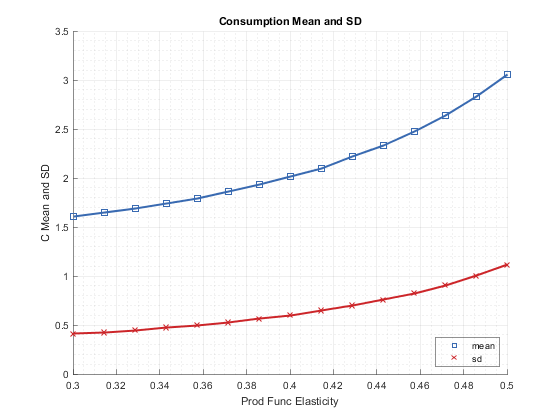 Consumption Mean and SD
3.5
3
2.5
2
1.5
1
0.5
0
C Mean and SD
mean
sd
0.3 0.32 0.34 0.36 0.38 0.4 0.42 0.44 0.46 0.48 0.5
Prod Func Elasticity